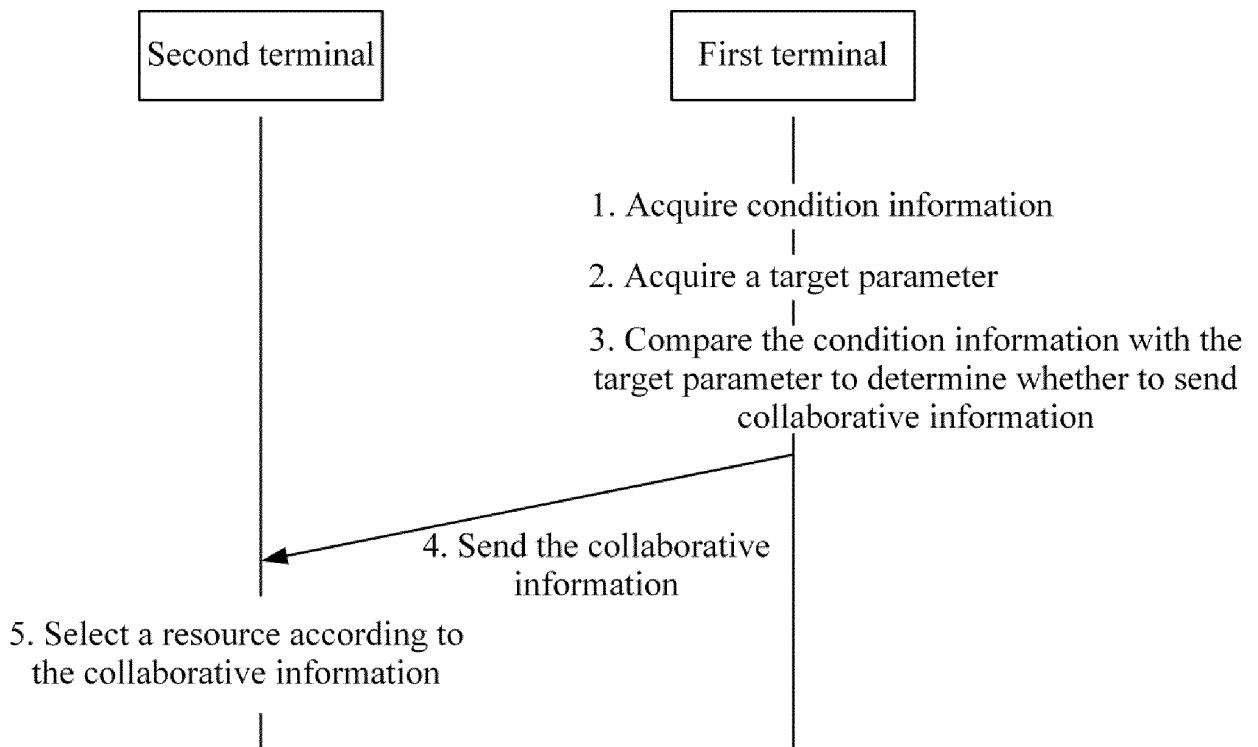 Second terminal
First terminal
1. Acquire condition information
2. Acquire a target parameter
3. Compare the condition information with the
target parameter to determine whether to send
collaborative information
4. Send the collaborative
information
5. Select a resource according to
the collaborative information